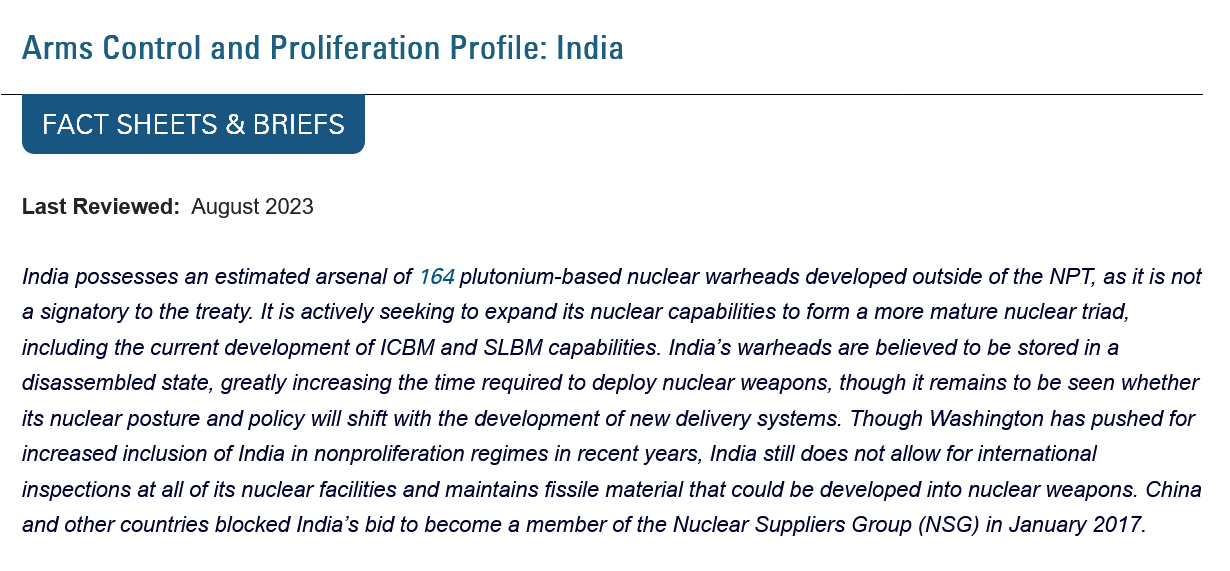 Arms Control and Proliferation Profile: India
FACT SHEETS & BRIEFS
Last Reviewed: August 2023
India possesses an estimated arsenal of 164 plutonium-based nuclear warheads developed outside of the NPT, as it is not
a signatory to the treaty. It is actively seeking to expand its nuclear capabilities to form a more mature nuclear triad,
including the current development of ICBM and SLBM capabilities. India’s warheads are believed to be stored in a
disassembled state, greatly increasing the time required to deploy nuclear weapons, though it remains to be seen whether
its nuclear posture and policy will shift with the development of new delivery systems. Though Washington has pushed for
increased inclusion of India in nonproliferation regimes in recent years, India still does not allow for international
inspections at all of its nuclear facilities and maintains fissile material that could be developed into nuclear weapons. China
and other countries blocked India’s bid to become a member of the Nuclear Suppliers Group (NSG) in January 2017.